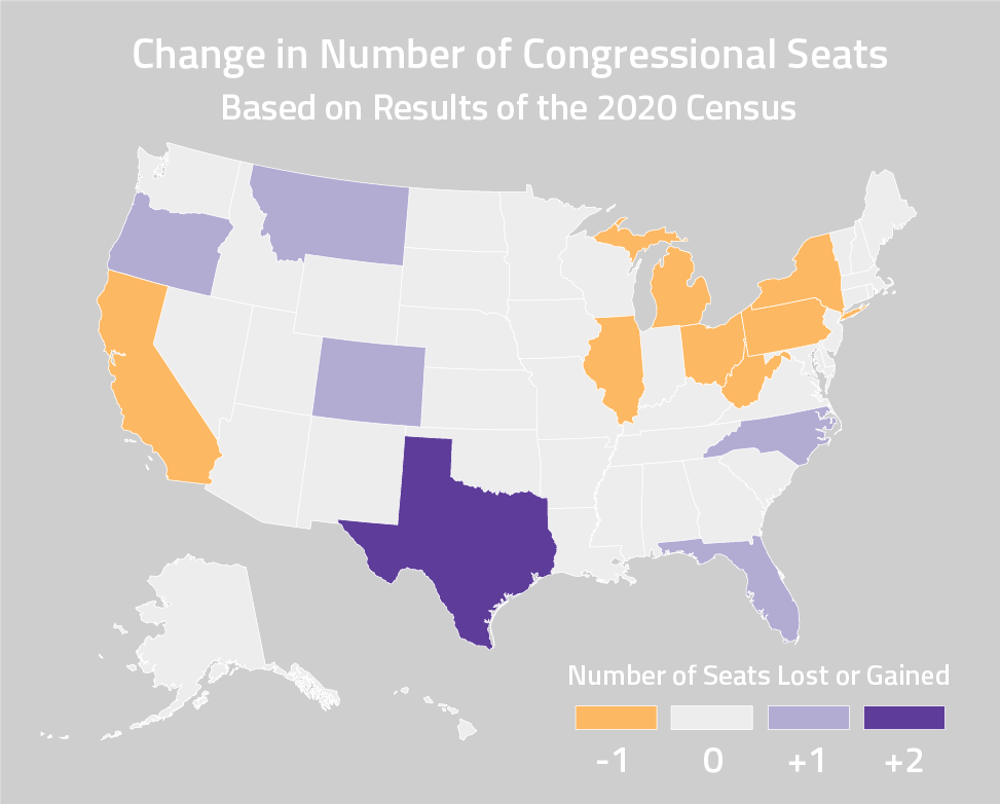 Change in Number of Congressional Seats
Based on Results of the 2020 Census
Number of Seats Lost or Gained
-1 0 +1 +2